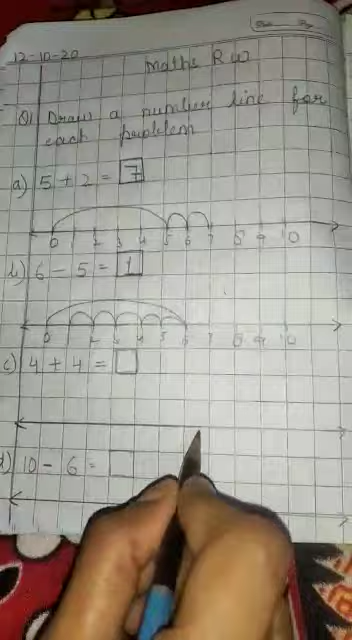 12-10-20
Maths R W
Q1 Draw a number line for
each problem
a) 5 + 2 = 7
0 1 2 3 4 5 6 7 8 9 10
b) 6 - 5 = 1
0 1 2 3 4 5 6 7 8 9 10
c) 4 + 4 =
d) 10 - 6 =